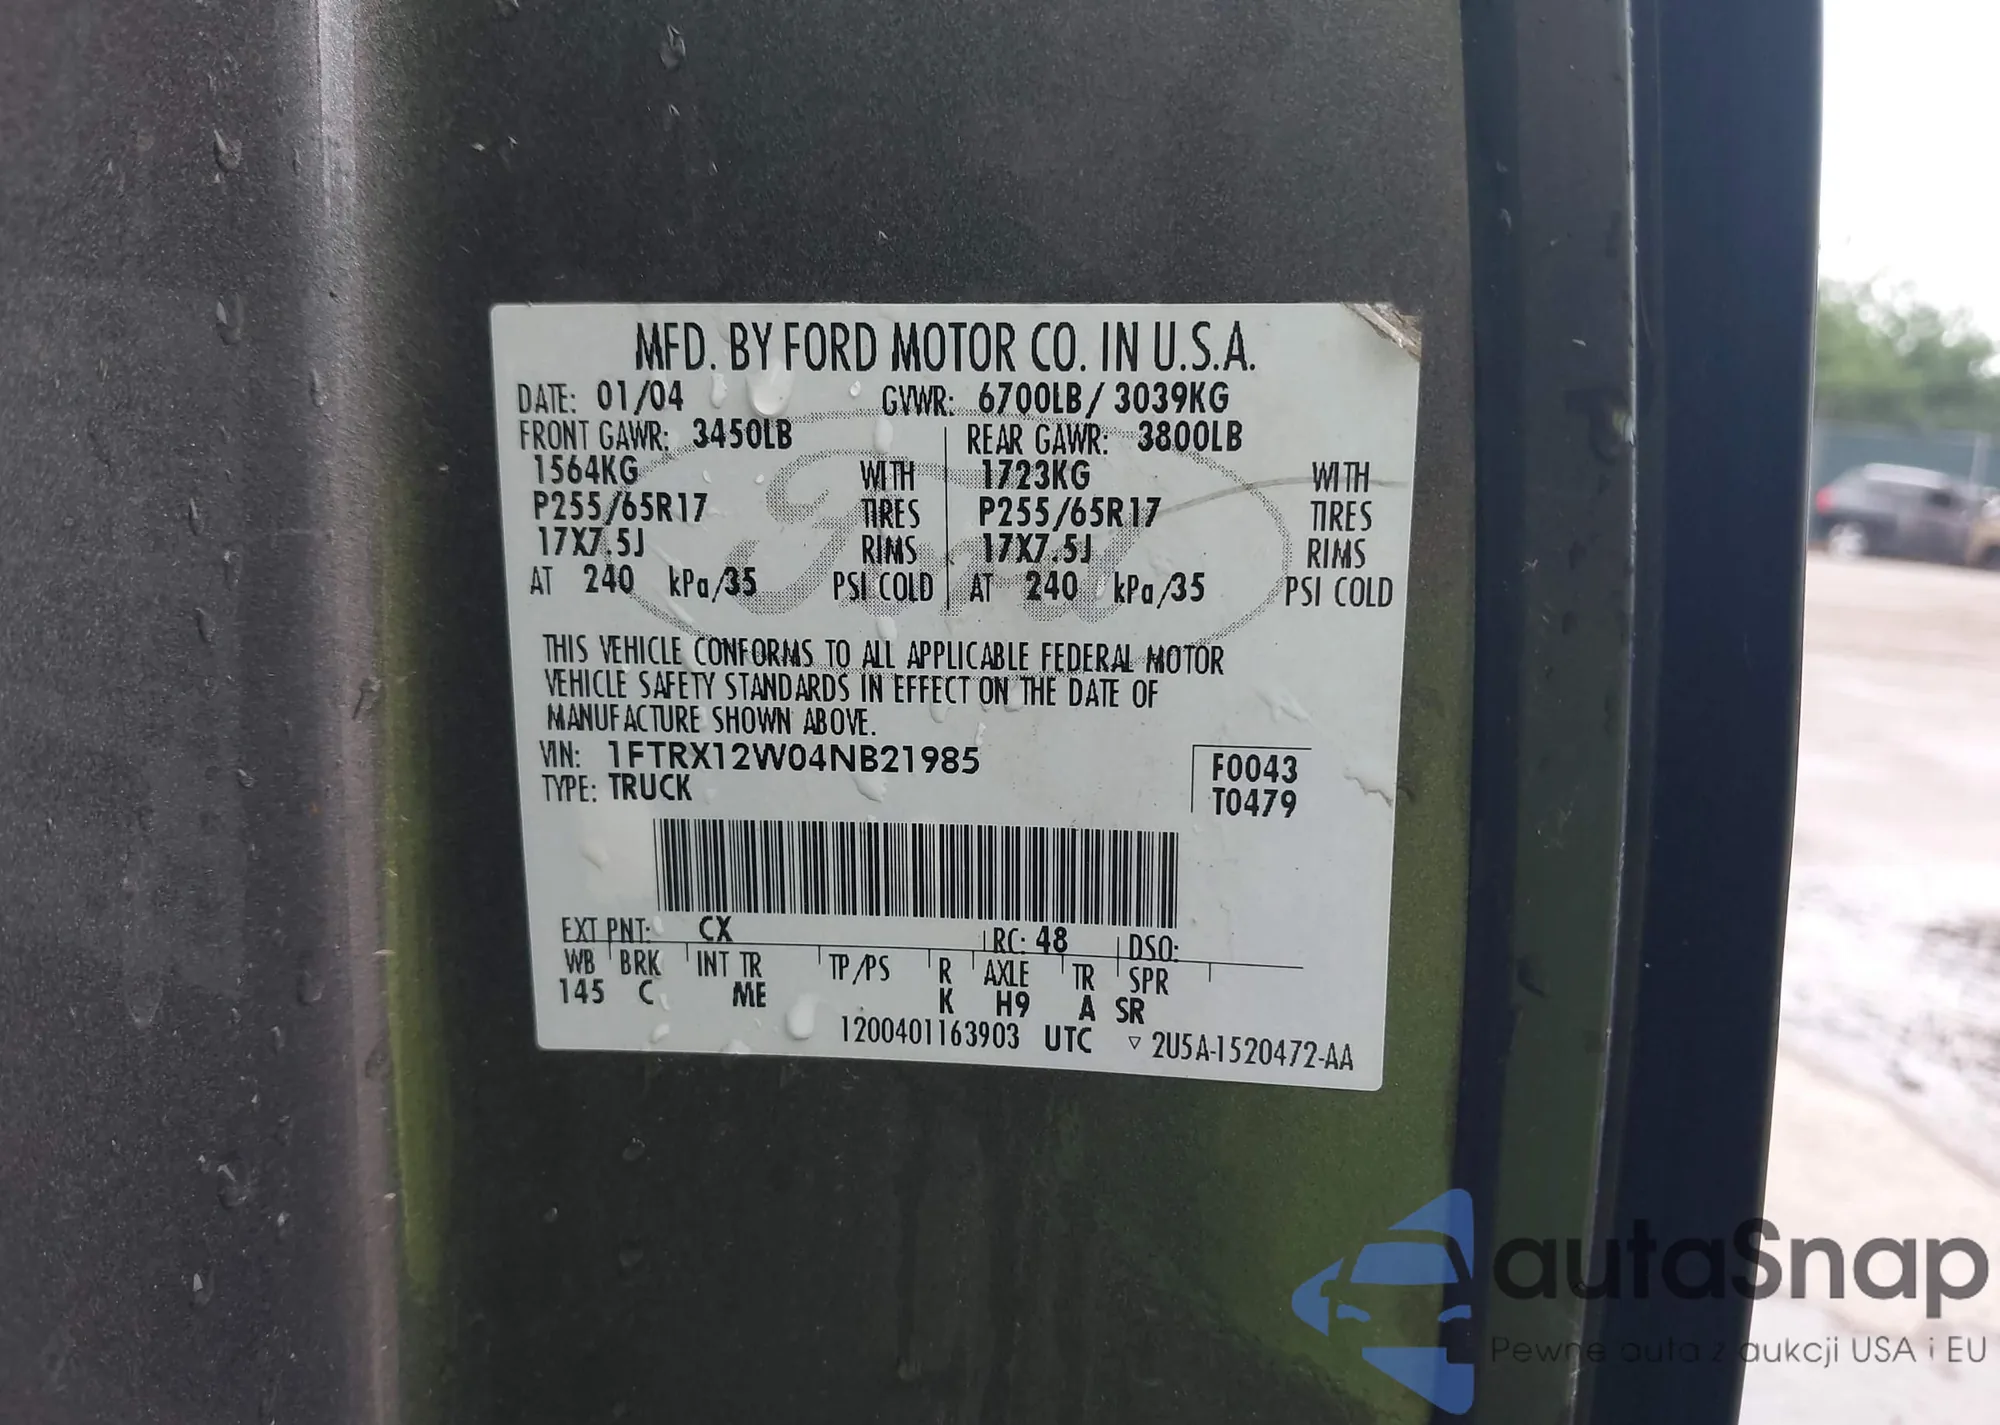 MFD. BY FORD MOTOR CO. IN U.S.A.
DATE: 01/04 GVWR: 6700LB/ 3039KG
FRONT GAWR: 3450LB REAR GAWR: 3800LB
1564KG WITH 1723KG WITH
P255/65R17 TIRES P255/65R17 TIRES
17X7.5J RIMS 17X7.5J RIMS
AT 240 kPa/35 PSI COLD AT 240 kPa/35 PSI COLD
Ford
THIS VEHICLE CONFORMS TO ALL APPLICABLE FEDERAL MOTOR
VEHICLE SAFETY STANDARDS IN EFFECT ON THE DATE OF
MANUFACTURE SHOWN ABOVE.
VIN: 1FTRX12W04NB21985 F0043
TYPE: TRUCK T0479
EXT PNT: CX RC: 48 DSO:
WB BRK INT TR TP/PS R AXLE TR SPR
145 C ME K H9 A SR
1200401163903 UTC ▽ 2U5A-1520472-AA
autaSnap
Pewne auta z aukcji USA i EU